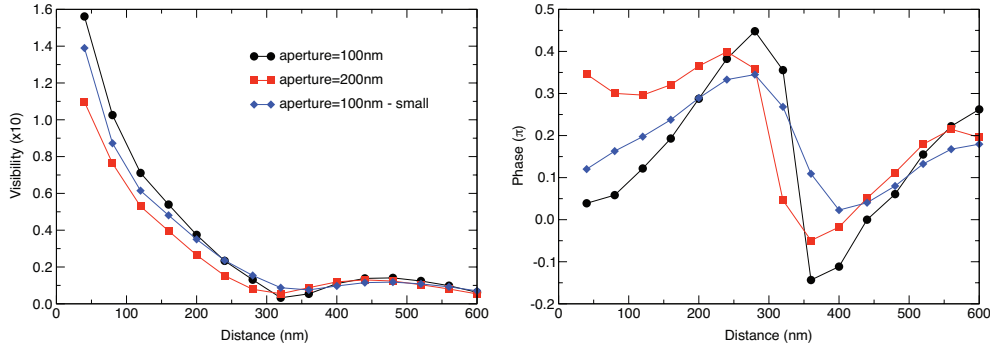 1.6
1.4
1.2
1.0
0.8
0.6
0.4
0.2
0.0
Visibility (x10)
0 100 200 300 400 500 600
Distance (nm)
aperture=100nm
aperture=200nm
aperture=100nm - small
0.5
0.4
0.3
0.2
0.1
0.0
-0.1
-0.2
Phase (π)
0 100 200 300 400 500 600
Distance (nm)